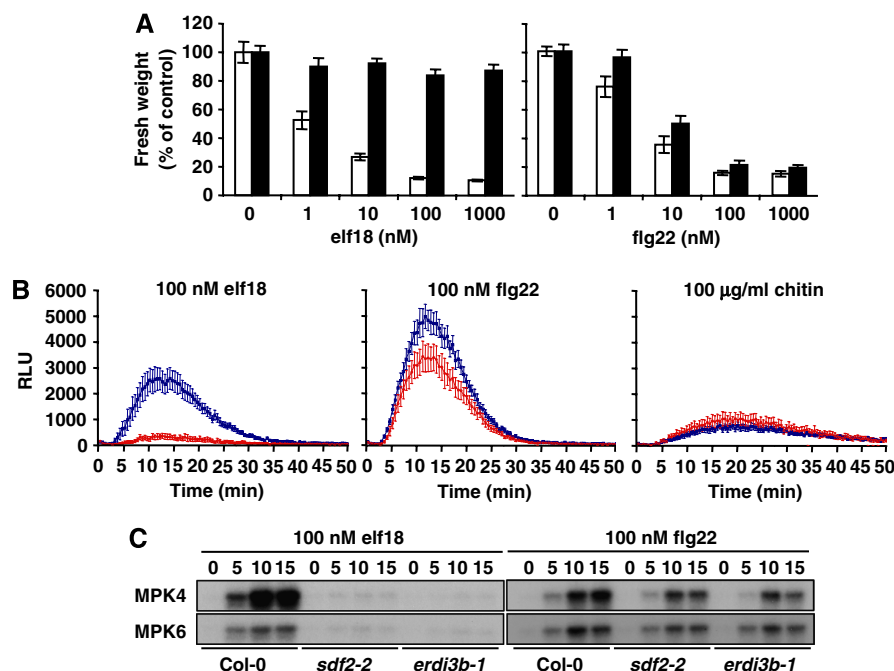 A
Fresh weight
(% of control)
120
100
80
60
40
20
0
0 1 10 100 1000
elf18 (nM)
0 1 10 100 1000
flg22 (nM)
B
RLU
6000
5000
4000
3000
2000
1000
0
100 nM elf18
0 5 10 15 20 25 30 35 40 45 50
Time (min)
100 nM flg22
0 5 10 15 20 25 30 35 40 45 50
Time (min)
100 µg/ml chitin
0 5 10 15 20 25 30 35 40 45 50
Time (min)
C
100 nM elf18 100 nM flg22
0 5 10 15 0 5 10 15 0 5 10 15 0 5 10 15 0 5 10 15 0 5 10 15
MPK4
MPK6
Col-0 sdf2-2 erdi3b-1 Col-0 sdf2-2 erdi3b-1